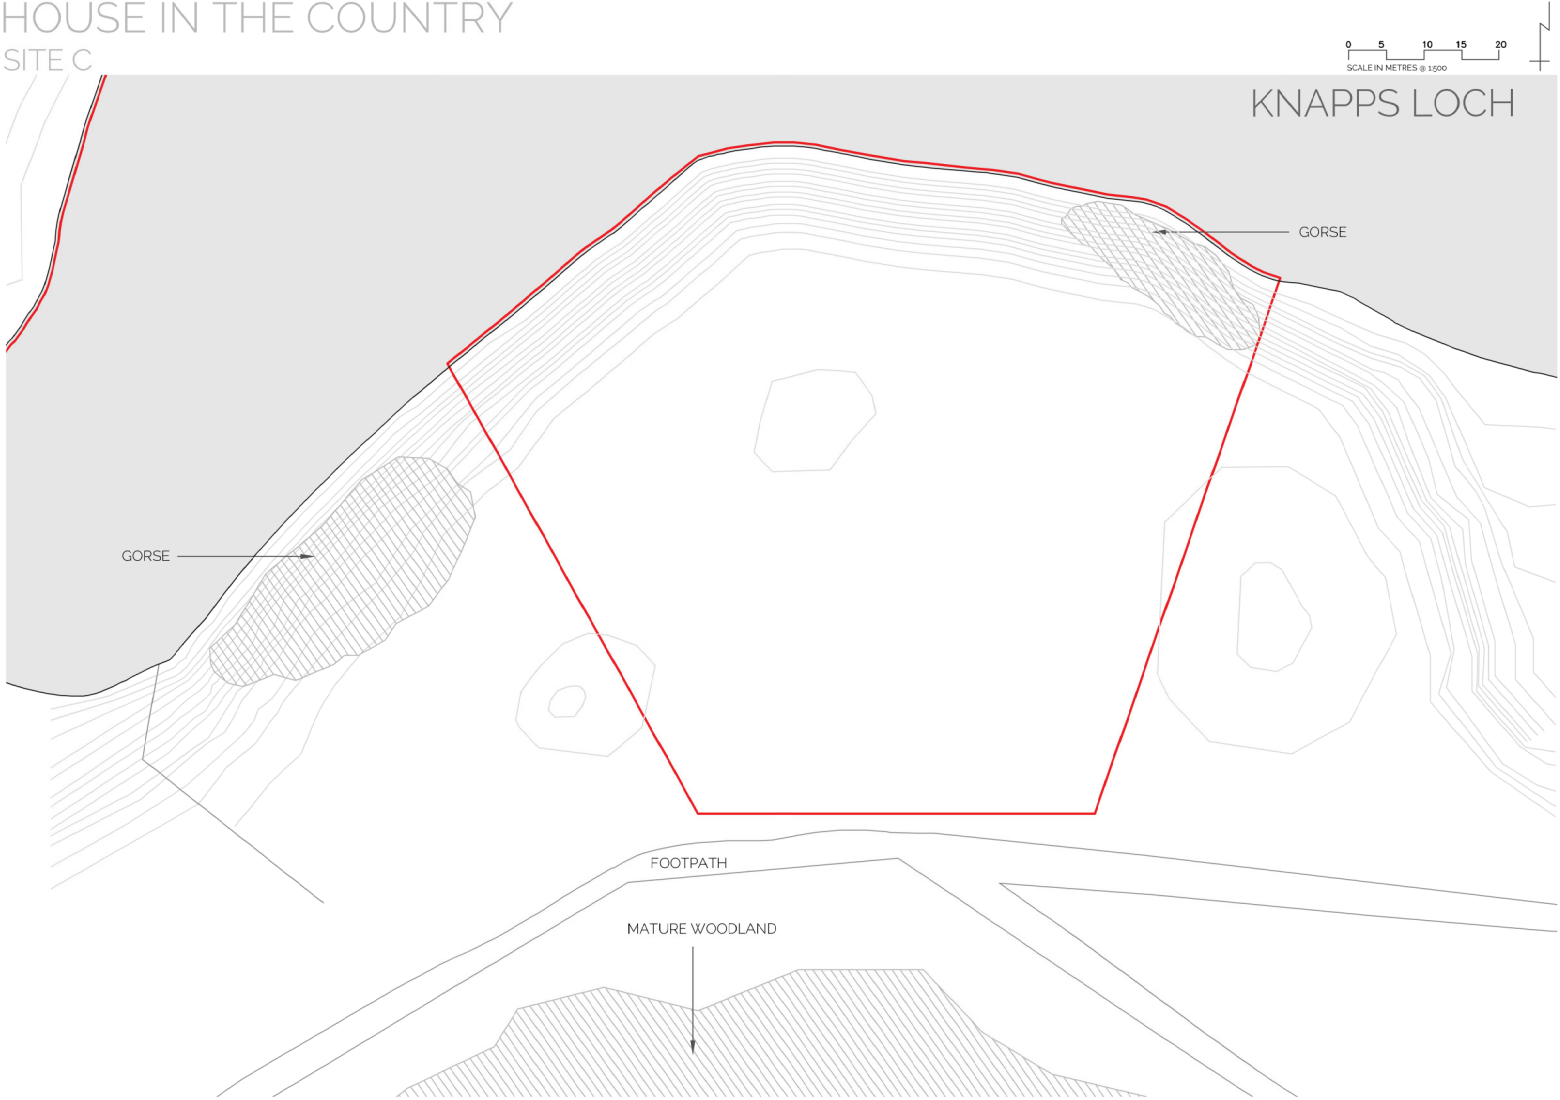 HOUSE IN THE COUNTRY
SITE C
0 5 10 15 20
SCALE IN METRES @ 1:500
KNAPPS LOCH
GORSE
GORSE
FOOTPATH
MATURE WOODLAND